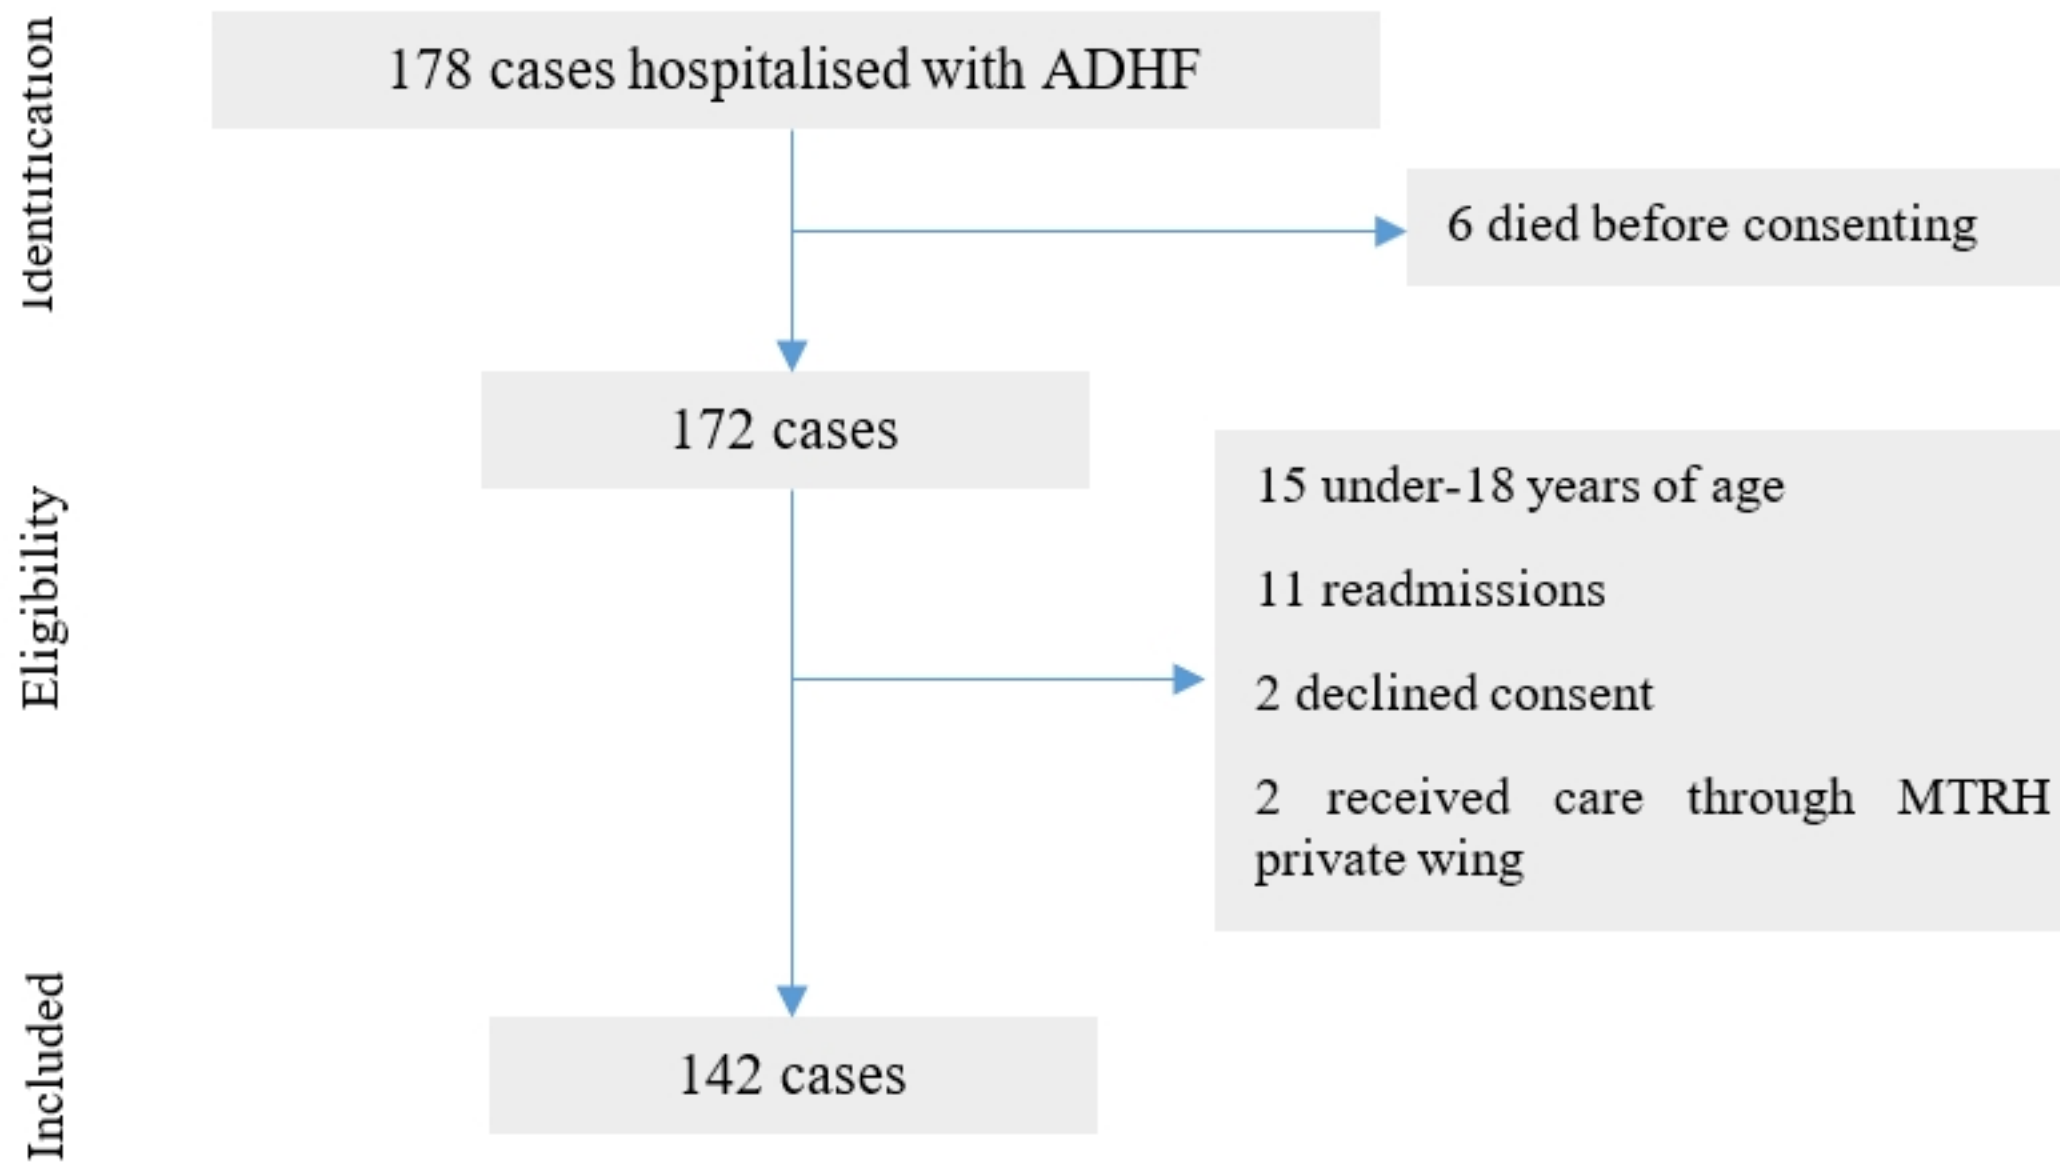 Identification
178 cases hospitalised with ADHF
6 died before consenting
172 cases
Eligibility
15 under-18 years of age
11 readmissions
2 declined consent
2 received care through MTRH
private wing
Included
142 cases